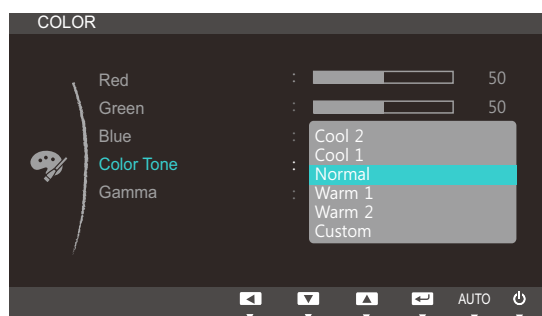 COLOR
Red : 50
Green : 50
Blue :
Color Tone :
Gamma :
Cool 2
Cool 1
Normal
Warm 1
Warm 2
Custom
AUTO